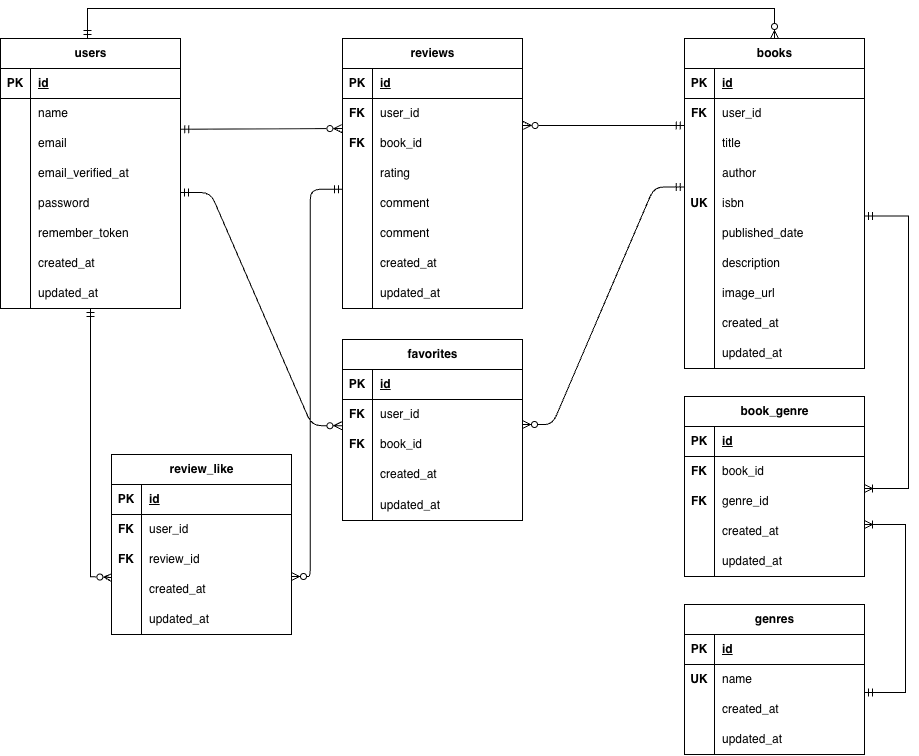 users
PK id
name
email
email_verified_at
password
remember_token
created_at
updated_at
reviews
PK id
FK user_id
FK book_id
rating
comment
comment
created_at
updated_at
books
PK id
FK user_id
title
author
UK isbn
published_date
description
image_url
created_at
updated_at
favorites
PK id
FK user_id
FK book_id
created_at
updated_at
book_genre
PK id
FK book_id
FK genre_id
created_at
updated_at
review_like
PK id
FK user_id
FK review_id
created_at
updated_at
genres
PK id
UK name
created_at
updated_at